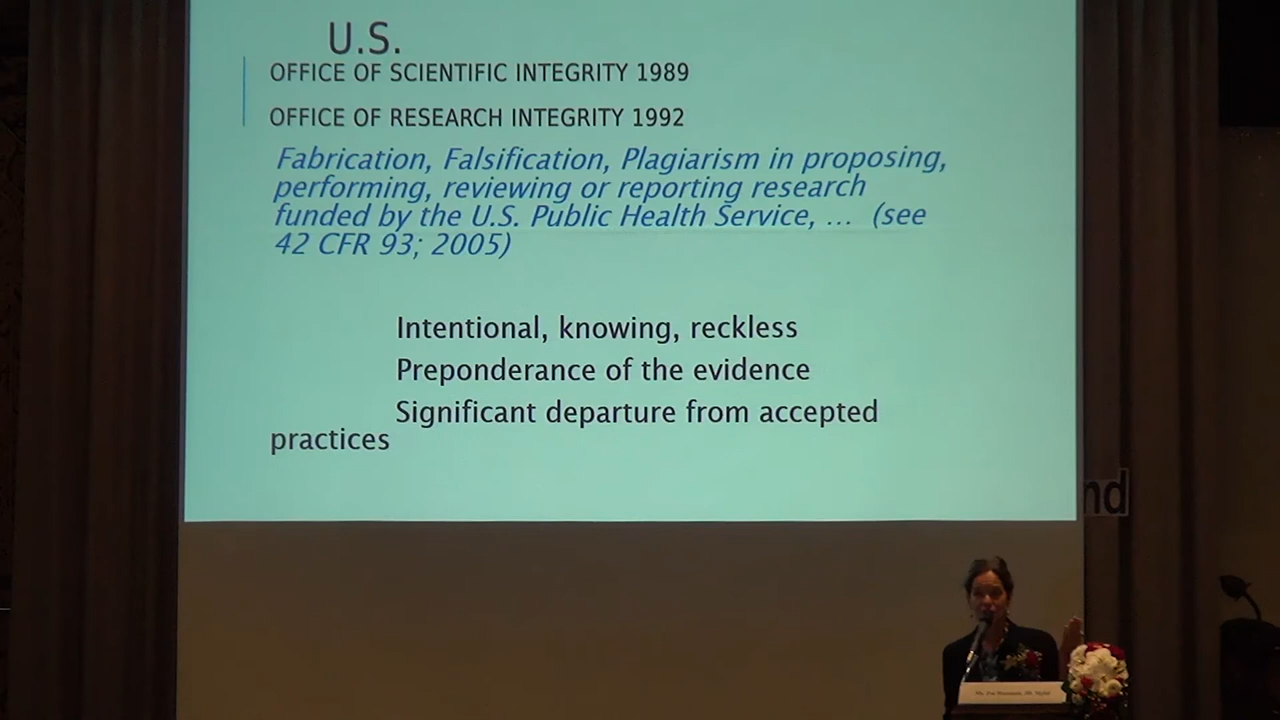 U.S.
OFFICE OF SCIENTIFIC INTEGRITY 1989
OFFICE OF RESEARCH INTEGRITY 1992
Fabrication, Falsification, Plagiarism in proposing,
performing, reviewing or reporting research
funded by the U.S. Public Health Service, … (see
42 CFR 93; 2005)
Intentional, knowing, reckless
Preponderance of the evidence
Significant departure from accepted
practices
nd